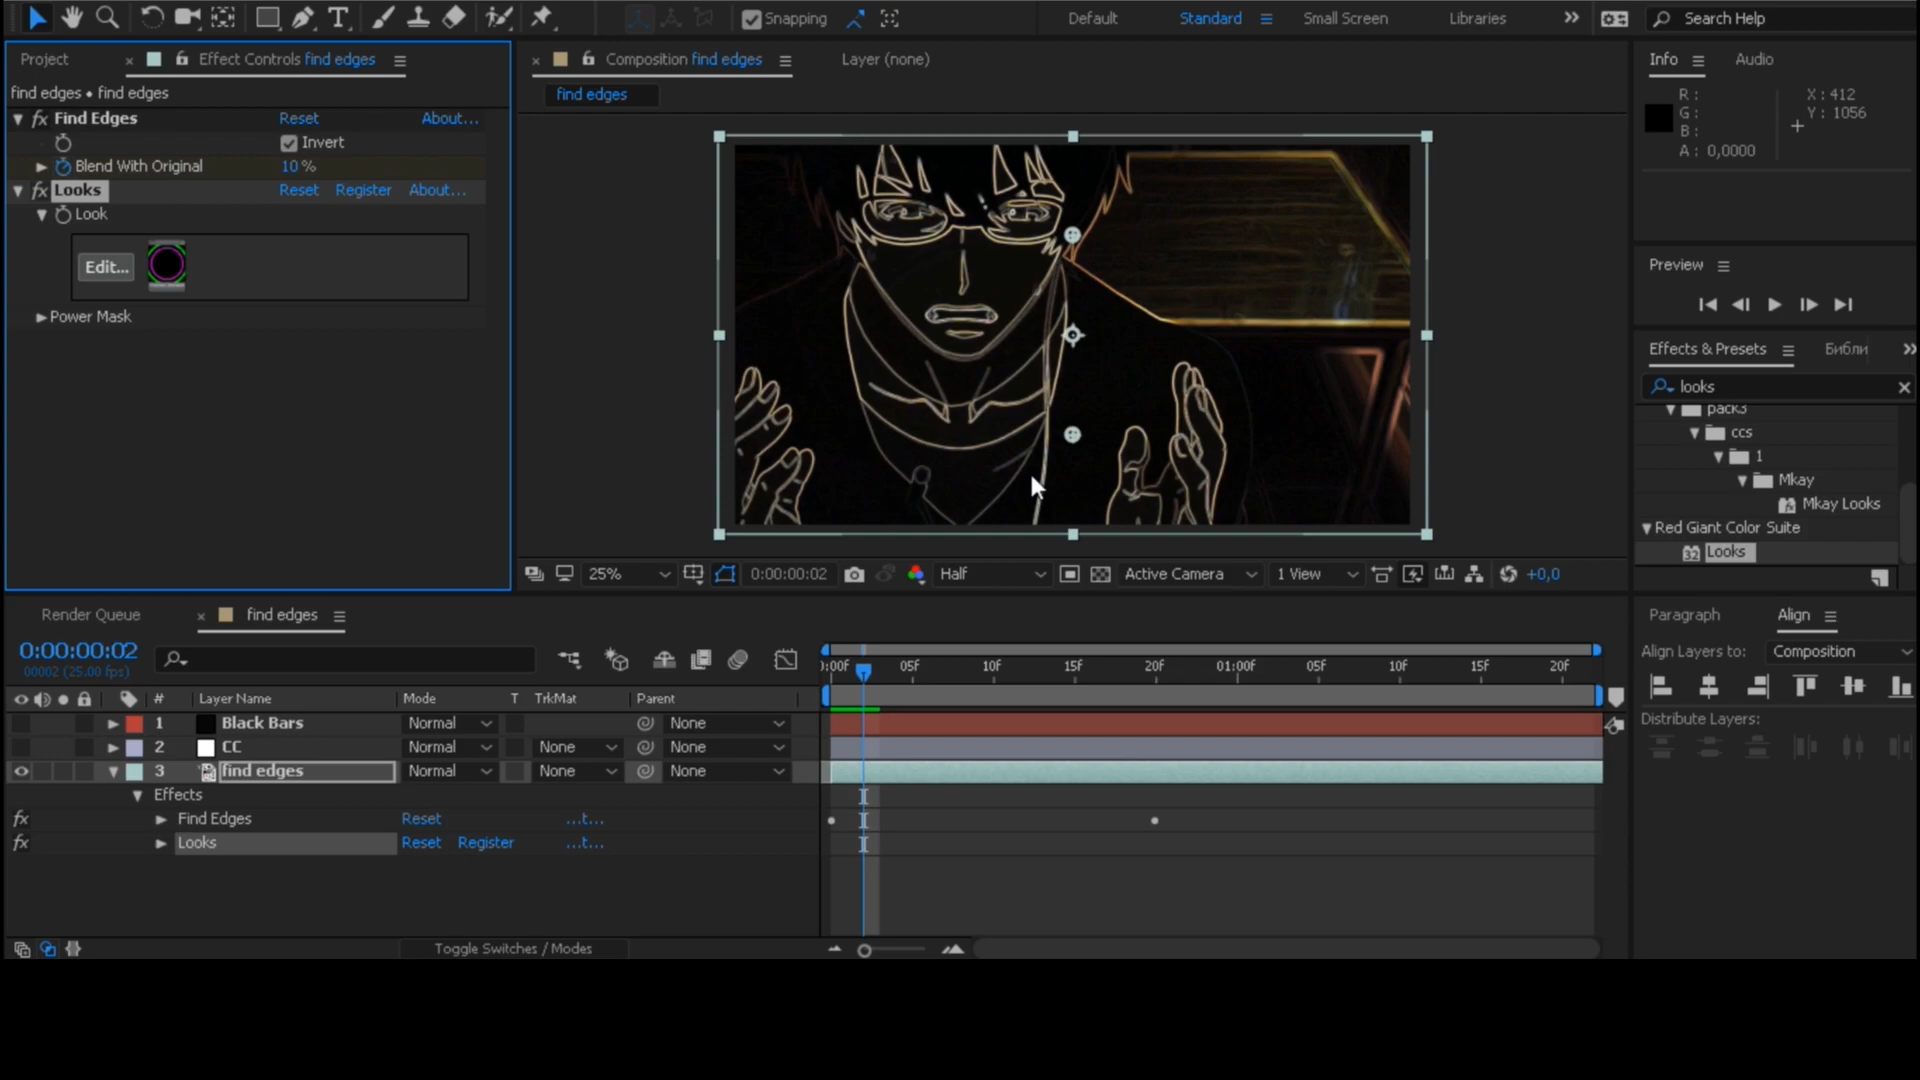 Snapping
Default
Standard
Small Screen
Libraries
Search Help
Project
Effect Controls find edges
Composition find edges
Layer (none)
Info
Audio
find edges • find edges
find edges
R :
G :
B :
A : 0,0000
X : 412
Y : 1056
fx Find Edges
Reset
About...
Invert
Blend With Original
10 %
fx Looks
Reset
Register
About...
Look
Edit...
Power Mask
Preview
Effects & Presets
Библи
looks
pack3
ccs
1
Mkay
Mkay Looks
Red Giant Color Suite
32 Looks
25%
0:00:00:02
Half
Active Camera
1 View
+0,0
Render Queue
find edges
Paragraph
Align
0:00:00:02
00002 (25.00 fps)
:00F
05F
10F
15F
20F
01:00F
05F
10F
15F
20F
Align Layers to:
Composition
#
Layer Name
Mode
T
TrkMat
Parent
1
Black Bars
Normal
None
2
CC
Normal
None
None
3
find edges
Normal
None
None
Distribute Layers:
Effects
fx
Find Edges
Reset
...t...
fx
Looks
Reset
Register
...t...
Toggle Switches / Modes